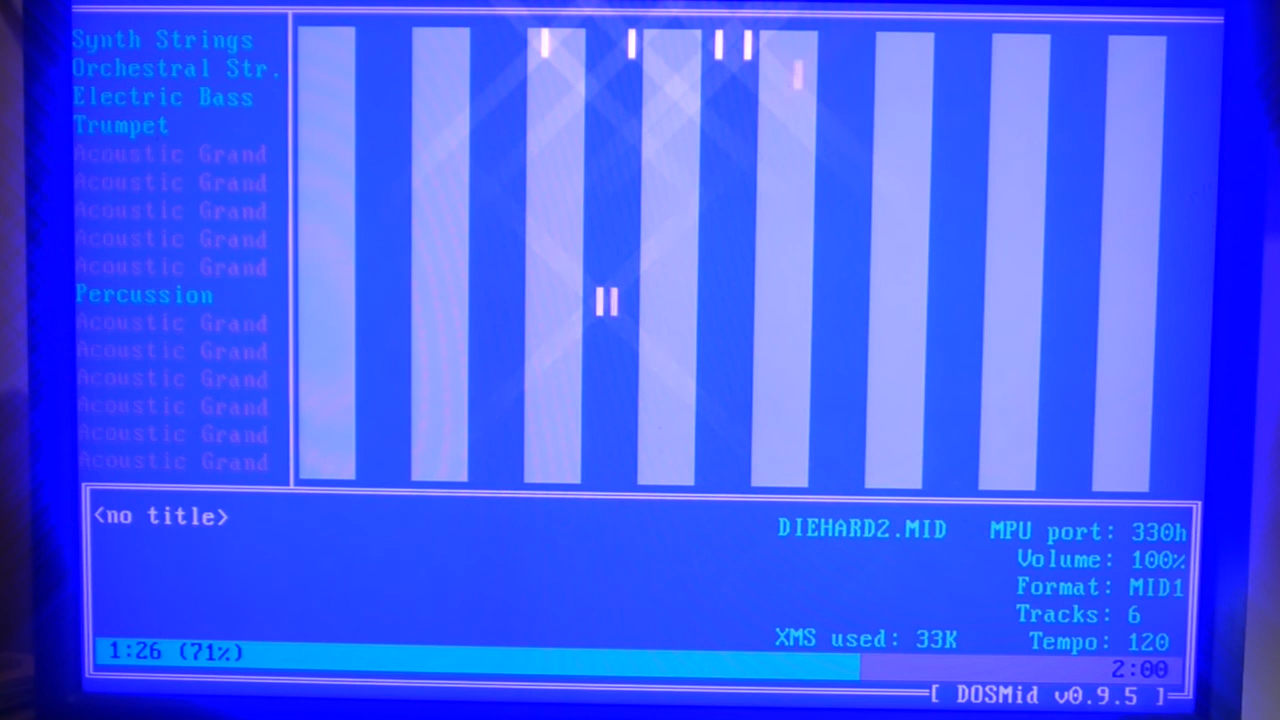 Synth Strings
Orchestral Str.
Electric Bass
Trumpet
Acoustic Grand
Acoustic Grand
Acoustic Grand
Acoustic Grand
Acoustic Grand
Percussion
Acoustic Grand
Acoustic Grand
Acoustic Grand
Acoustic Grand
Acoustic Grand
Acoustic Grand
<no title>
DIEHARD2.MID MPU port: 330h
Volume: 100%
Format: MID1
Tracks: 6
XMS used: 33K Tempo: 120
1:26 (71%) 2:00
[ DOSMid v0.9.5 ]